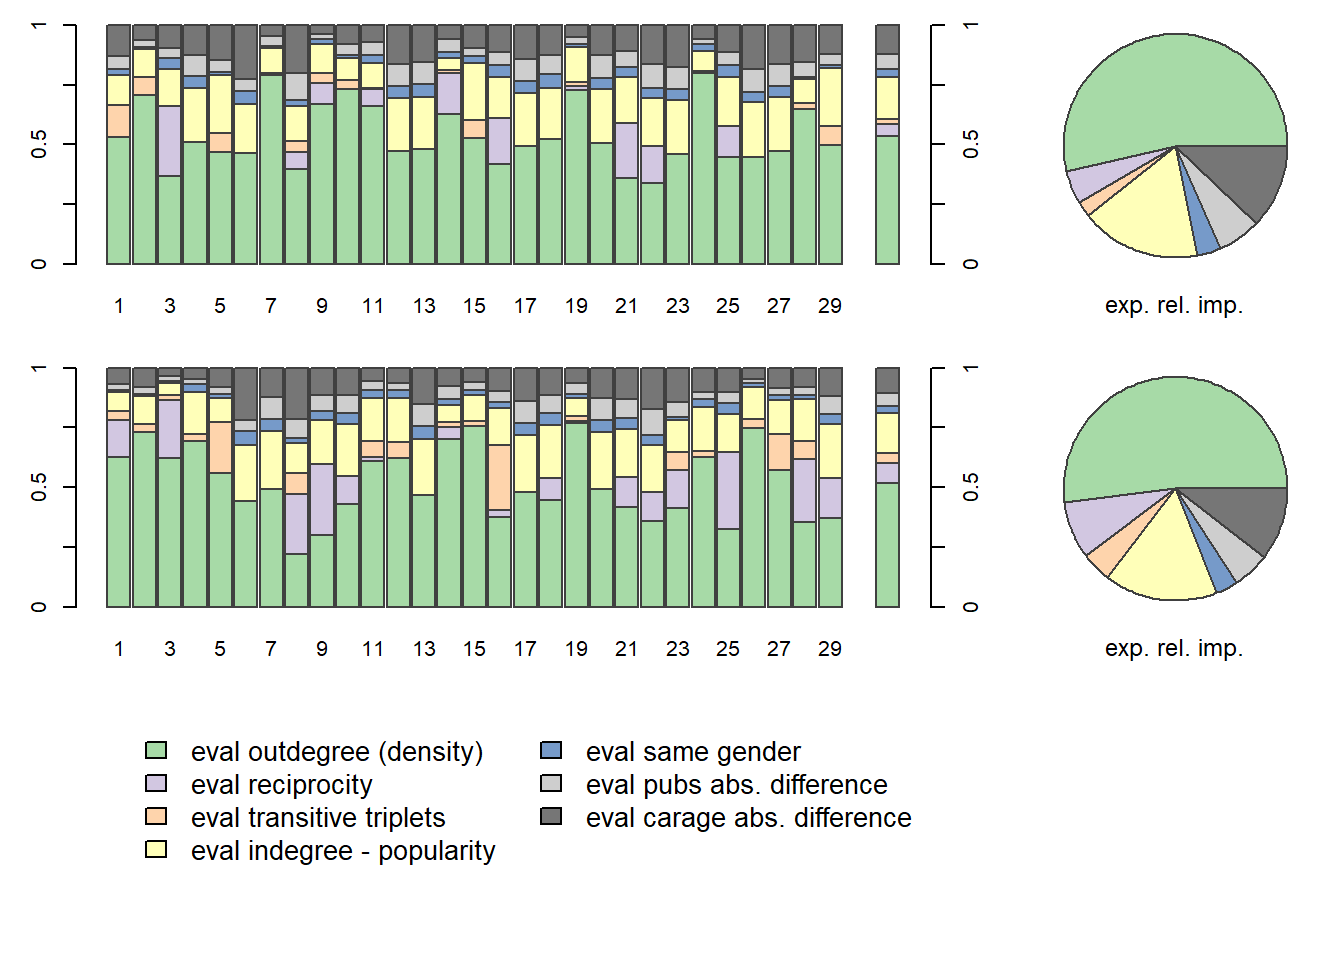 1
0.5
0
1
0.5
0
1 3 5 7 9 11 13 15 17 19 21 23 25 27 29
exp. rel. imp.
1
0.5
0
1
0.5
0
1 3 5 7 9 11 13 15 17 19 21 23 25 27 29
exp. rel. imp.
eval outdegree (density)
eval reciprocity
eval transitive triplets
eval indegree - popularity
eval same gender
eval pubs abs. difference
eval carage abs. difference